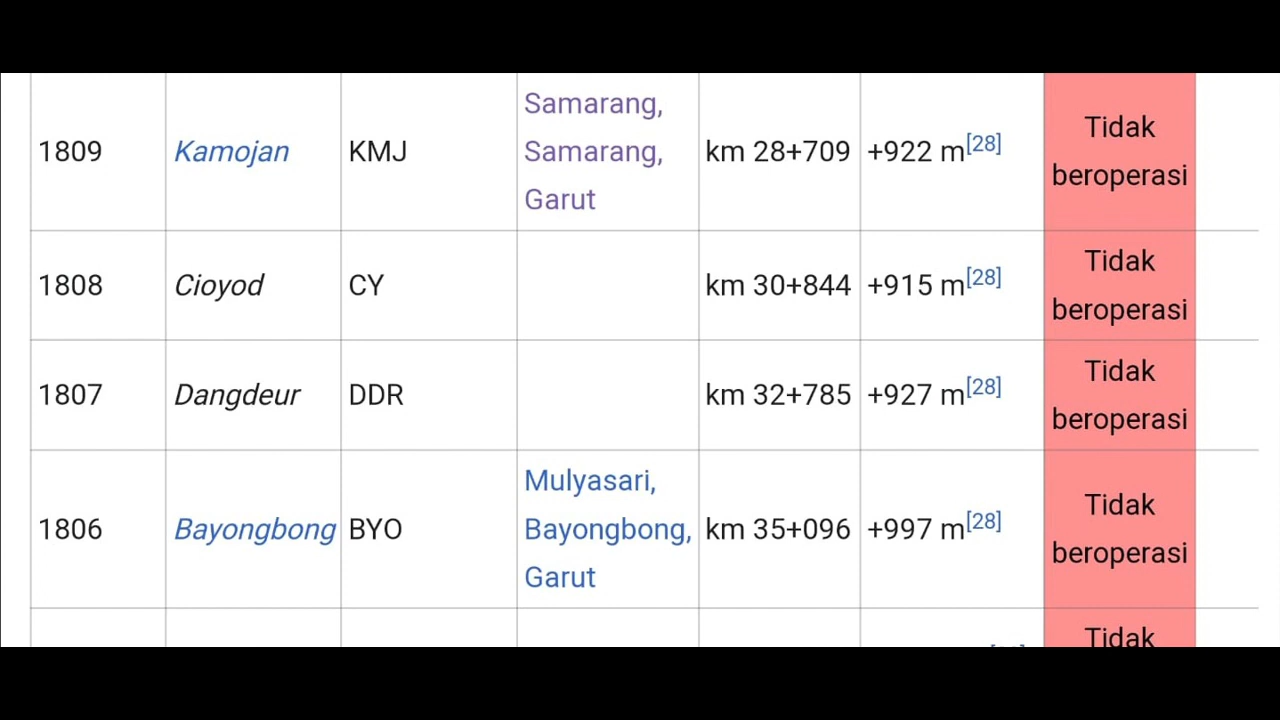 1809 Kamojan KMJ Samarang, Samarang, Garut km 28+709 +922 m[28] Tidak beroperasi
1808 Cioyod CY km 30+844 +915 m[28] Tidak beroperasi
1807 Dangdeur DDR km 32+785 +927 m[28] Tidak beroperasi
1806 Bayongbong BYO Mulyasari, Bayongbong, Garut km 35+096 +997 m[28] Tidak beroperasi
Tidak